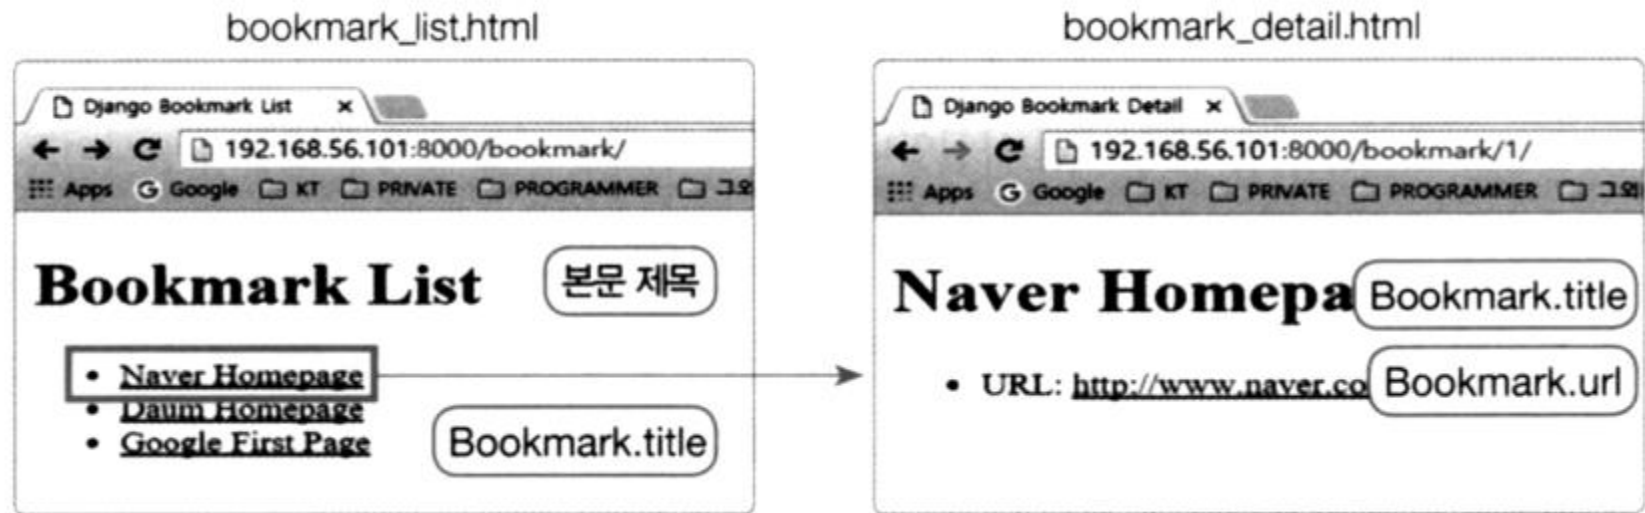 bookmark_list.html
Django Bookmark List
192.168.56.101:8000/bookmark/
Apps Google KT PRIVATE PROGRAMMER
Bookmark List
본문 제목
Naver Homepage
Daum Homepage
Google First Page
Bookmark.title
bookmark_detail.html
Django Bookmark Detail
192.168.56.101:8000/bookmark/1/
Apps Google KT PRIVATE PROGRAMMER
Naver Homepa
Bookmark.title
URL: http://www.naver.co
Bookmark.url